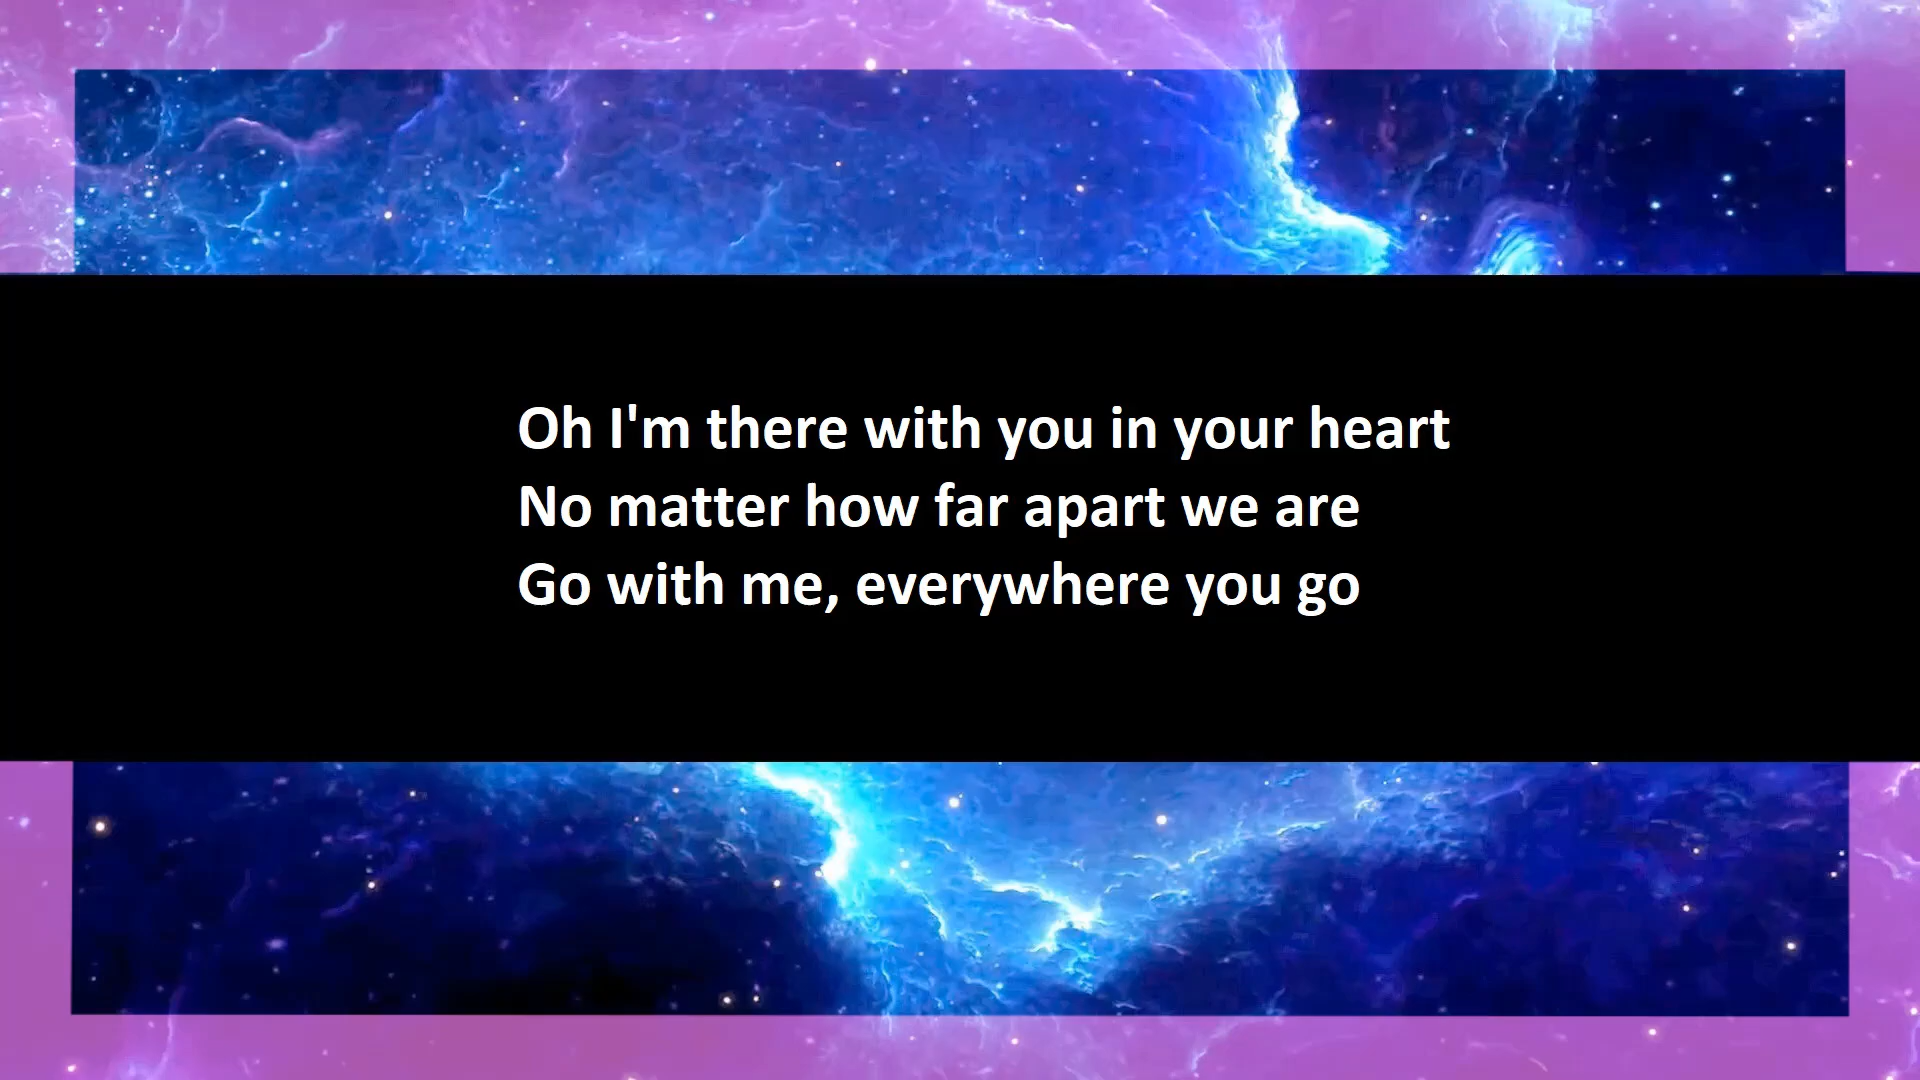 Oh I'm there with you in your heart
No matter how far apart we are
Go with me, everywhere you go